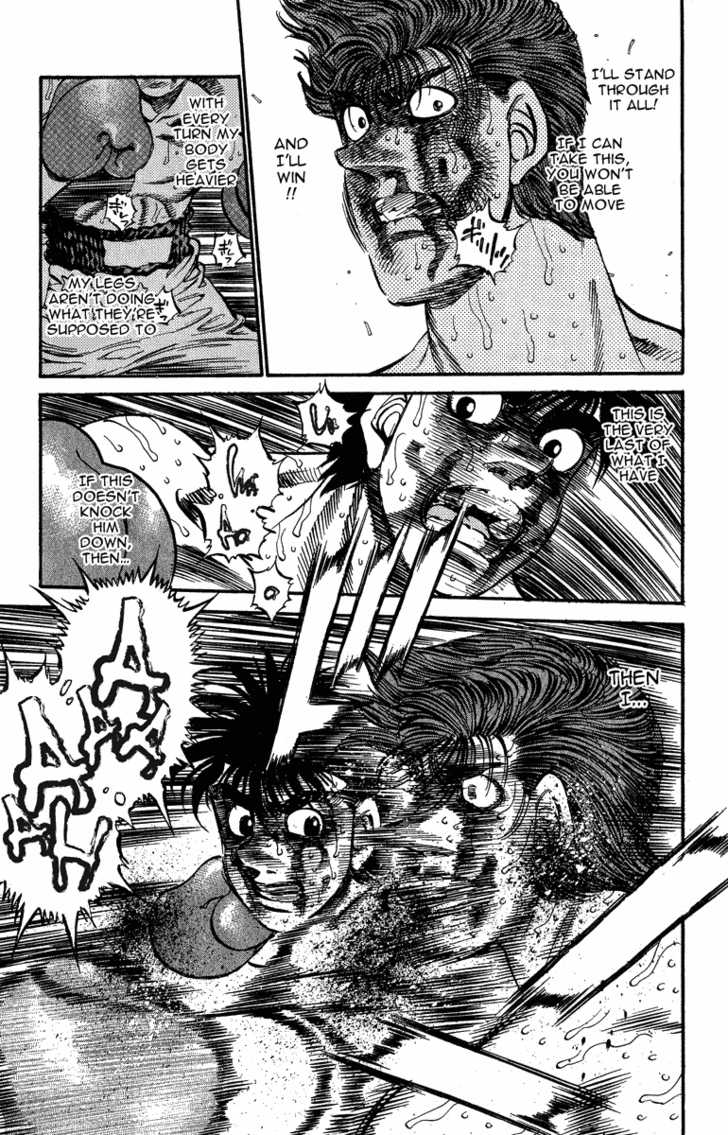 I'LL STAND
THROUGH
IT ALL!
IF I CAN
TAKE THIS,
YOU WON'T
BE ABLE
TO MOVE
AND
I'LL
WIN
!!
WITH
EVERY
TURN MY
BODY
GETS
HEAVIER
MY LEGS
AREN'T DOING
WHAT THEY'RE
SUPPOSED TO
THIS IS
THE VERY
LAST OF
WHAT I
HAVE
IF THIS
DOESN'T
KNOCK
HIM
DOWN,
THEN...
THEN
I...